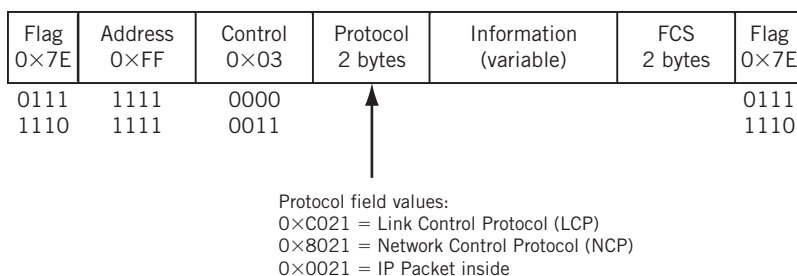 Flag Address Control Protocol Information FCS Flag
0×7E 0×FF 0×03 2 bytes (variable) 2 bytes 0×7E
0111 1111 0000 0111
1110 1111 0011 1110
Protocol field values:
0×C021 = Link Control Protocol (LCP)
0×8021 = Network Control Protocol (NCP)
0×0021 = IP Packet inside